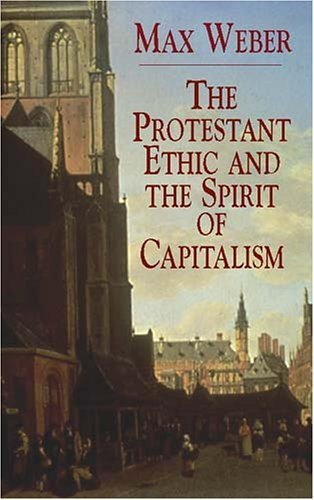 MAX WEBER
THE
PROTESTANT
ETHIC AND
THE SPIRIT
OF
CAPITALISM